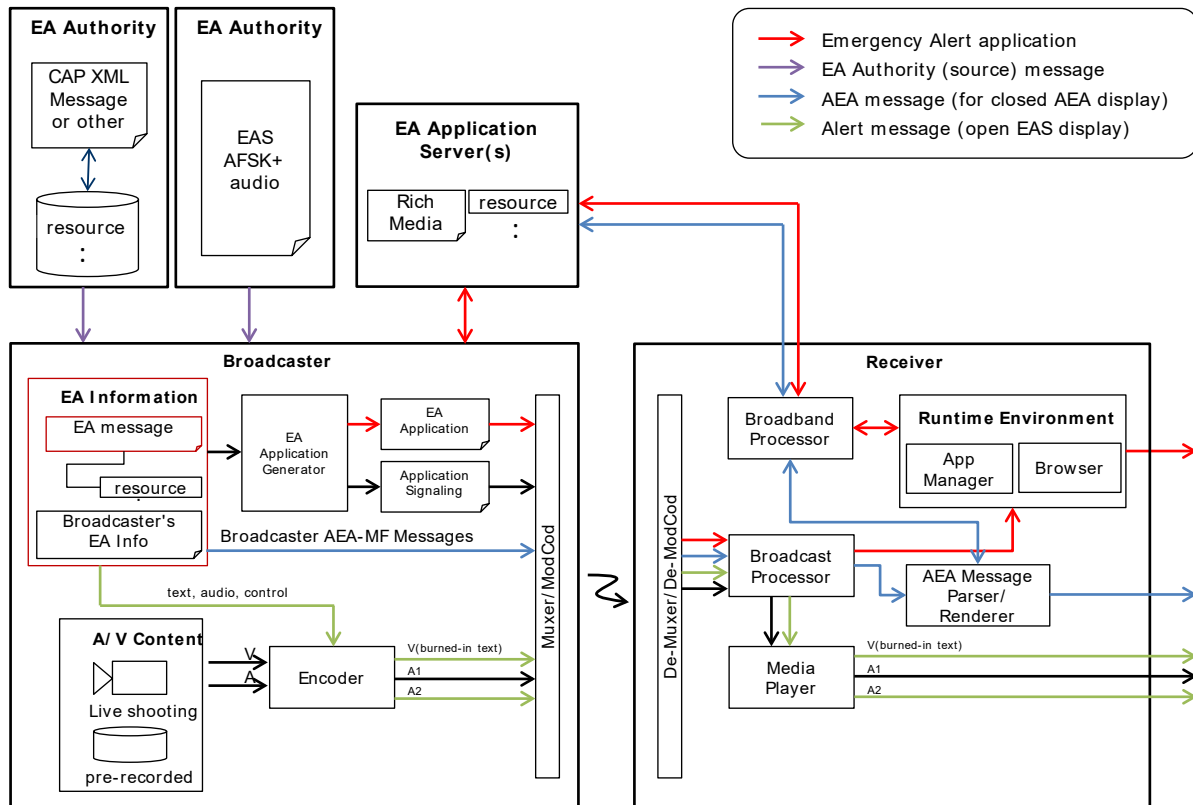 EA Authority
CAP XML
Message
or other
resource
:
EA Authority
EAS
AFSK+
audio
EA Application
Server(s)
Rich
Media
resource
:
Emergency Alert application
EA Authority (source) message
AEA message (for closed AEA display)
Alert message (open EAS display)
Broadcaster
EA Information
EA message
resource
:
Broadcaster's
EA Info
EA
Application
Generator
EA
Application
Application
Signaling
Broadcaster AEA-MF Messages
text, audio, control
A/V Content
Live shooting
pre-recorded
V
A
Encoder
V(burned-in text)
A1
A2
Muxer/ModCod
Receiver
De-Muxer/De-ModCod
Broadband
Processor
Runtime Environment
App
Manager
Browser
Broadcast
Processor
AEA Message
Parser/
Renderer
Media
Player
V(burned-in text)
A1
A2